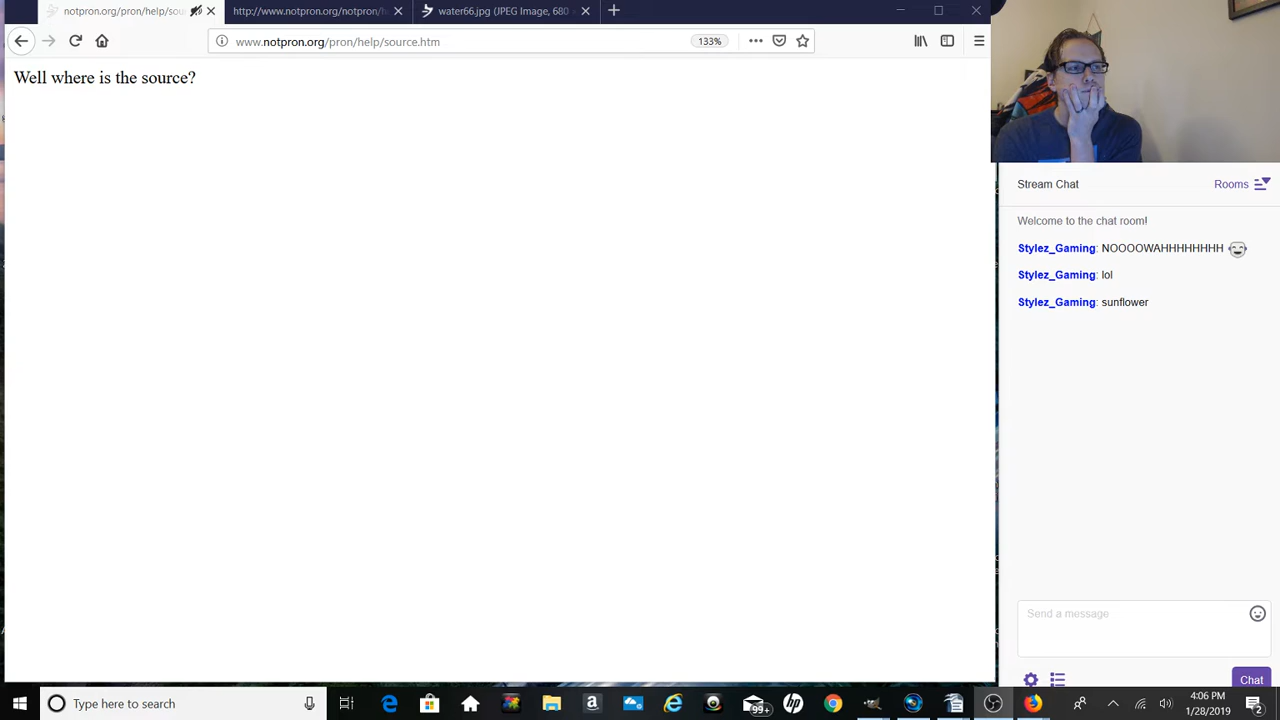 notpron.org/pron/help/sou
http://www.notpron.org/notpron/h
water66.jpg (JPEG Image, 680
www.notpron.org/pron/help/source.htm
133%
Well where is the source?
Stream Chat
Rooms
Welcome to the chat room!
Stylez_Gaming: NOOOOWAHHHHHHHH
Stylez_Gaming: lol
Stylez_Gaming: sunflower
Send a message
Chat
Type here to search
99+
4:06 PM
1/28/2019
2